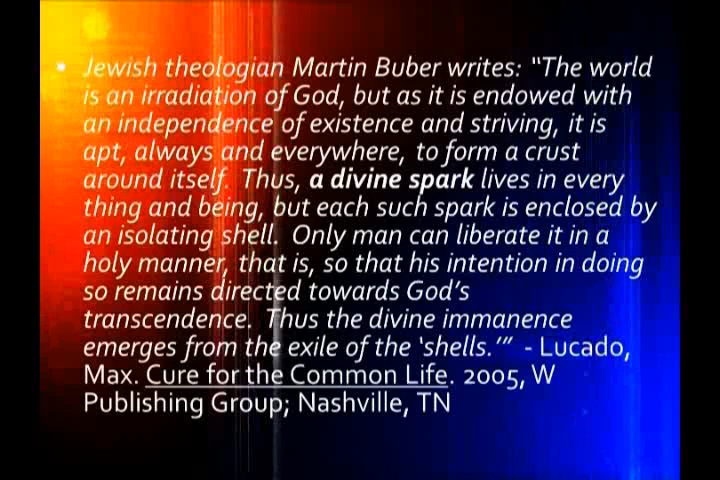 • Jewish theologian Martin Buber writes: “The world
is an irradiation of God, but as it is endowed with
an independence of existence and striving, it is
apt, always and everywhere, to form a crust
around itself. Thus, a divine spark lives in every
thing and being, but each such spark is enclosed by
an isolating shell. Only man can liberate it in a
holy manner, that is, so that his intention in doing
so remains directed towards God’s
transcendence. Thus the divine immanence
emerges from the exile of the ‘shells.’” - Lucado,
Max. Cure for the Common Life. 2005, W
Publishing Group; Nashville, TN